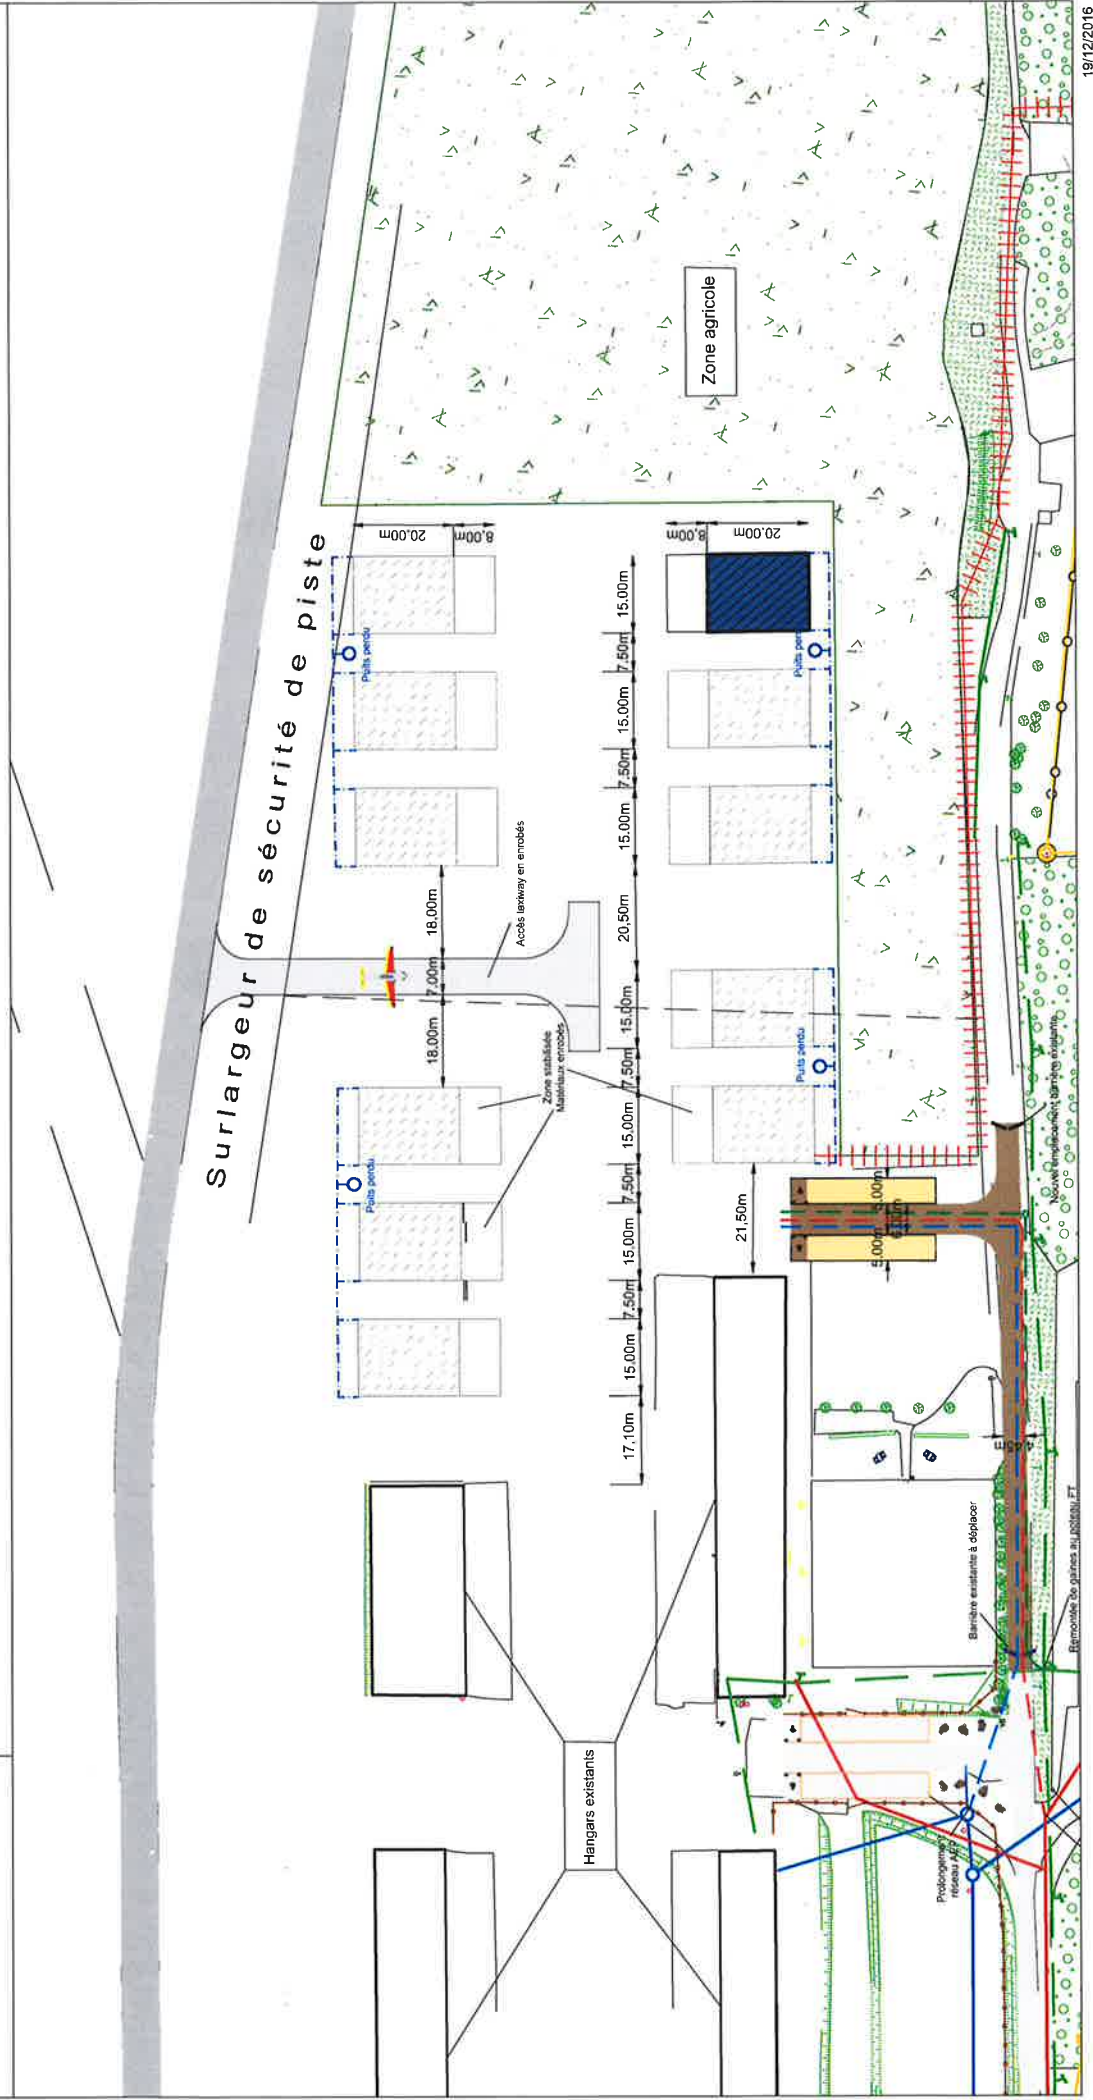 19/12/2016
Surlargeur de sécurité de piste
Zone agricole
20,00m
8,00m
8,00m
20,00m
Puits perdu
Puits perdu
15.00m
7.50m
15.00m
7.50m
15.00m
20,50m
15.00m
7.50m
15.00m
7.50m
15.00m
7.50m
15.00m
17,10m
18.00m
7.00m
18.00m
Accès taxiway en enrobés
Zone stabilisée
Matériaux enrobés
Puits perdu
Puits perdu
21,50m
5.00m
5.00m
Nouvel emplacement barrière existante
Barrière existante à déplacer
Remontée de gaines au poteau FT
Hangars existants
Prolongement
réseau